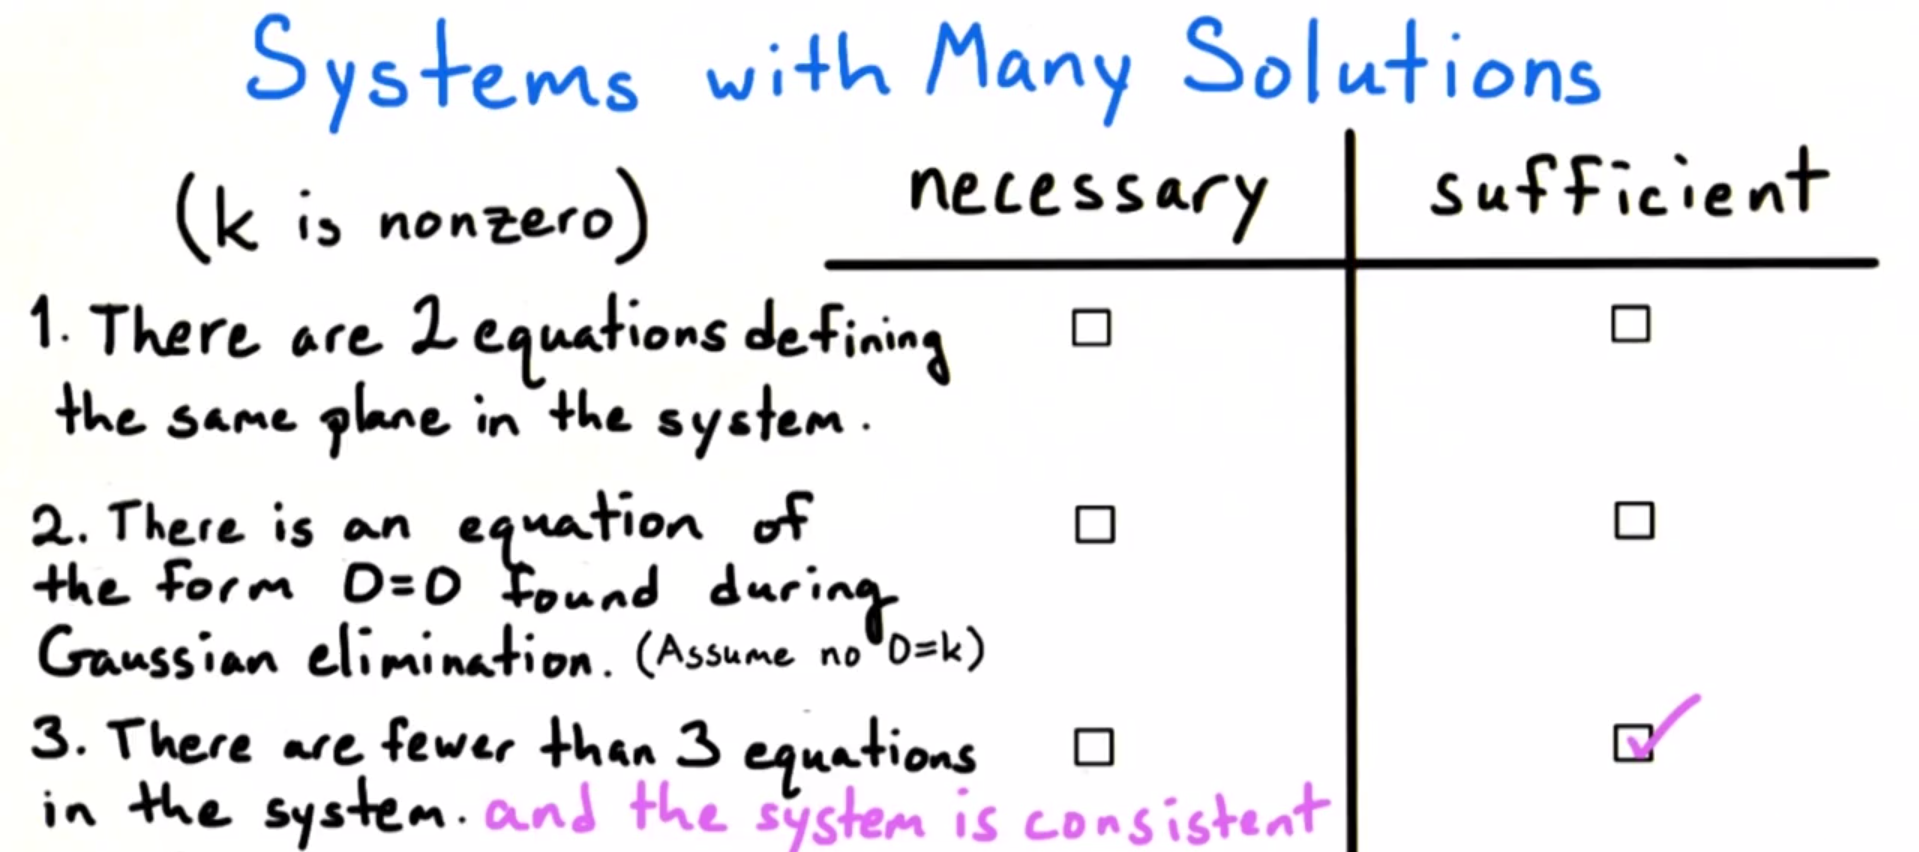 Systems with Many Solutions
(k is nonzero)
necessary
sufficient
1. There are 2 equations defining
the same plane in the system.
2. There is an equation of
the form 0=0 found during
Gaussian elimination. (Assume no 0=k)
3. There are fewer than 3 equations
in the system. and the system is consistent